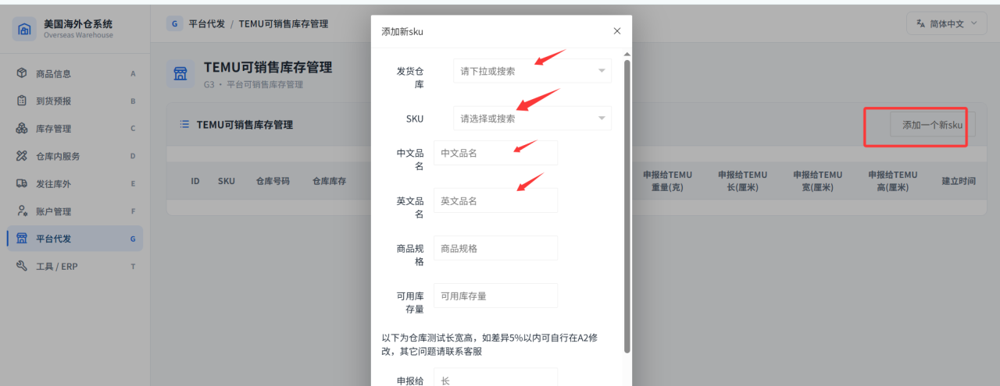 美国海外仓系统
Overseas Warehouse
商品信息 A
到货预报 B
库存管理 C
仓库内服务 D
发往库外 E
账户管理 F
平台代发 G
工具 / ERP T
G 平台代发 / TEMU可销售库存管理
简体中文
TEMU可销售库存管理
G3 · 平台可销售库存管理
TEMU可销售库存管理
添加一个新sku
ID SKU 仓库号码 仓库库存
申报给TEMU
重量(克)
申报给TEMU
长(厘米)
申报给TEMU
宽(厘米)
申报给TEMU
高(厘米)
建立时间
添加新sku
发货仓
库
请下拉或搜索
SKU
请选择或搜索
中文品
名
中文品名
英文品
名
英文品名
商品规
格
商品规格
可用库
存量
可用库存量
以下为仓库测试长宽高，如差异5%以内可自行在A2修
改，其它问题请联系客服
申报给
长